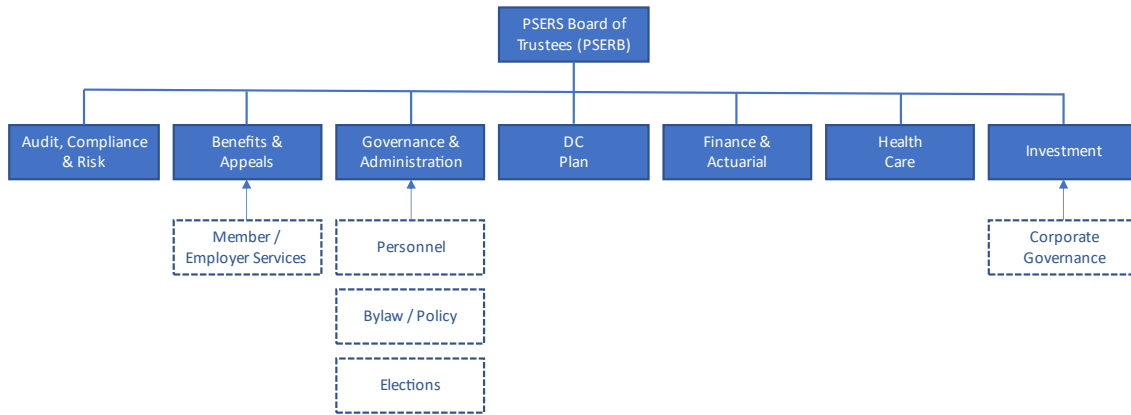 PSERS Board of
Trustees (PSERB)
Audit, Compliance
& Risk
Benefits &
Appeals
Governance &
Administration
DC
Plan
Finance &
Actuarial
Health
Care
Investment
Member /
Employer Services
Personnel
Corporate
Governance
Bylaw / Policy
Elections